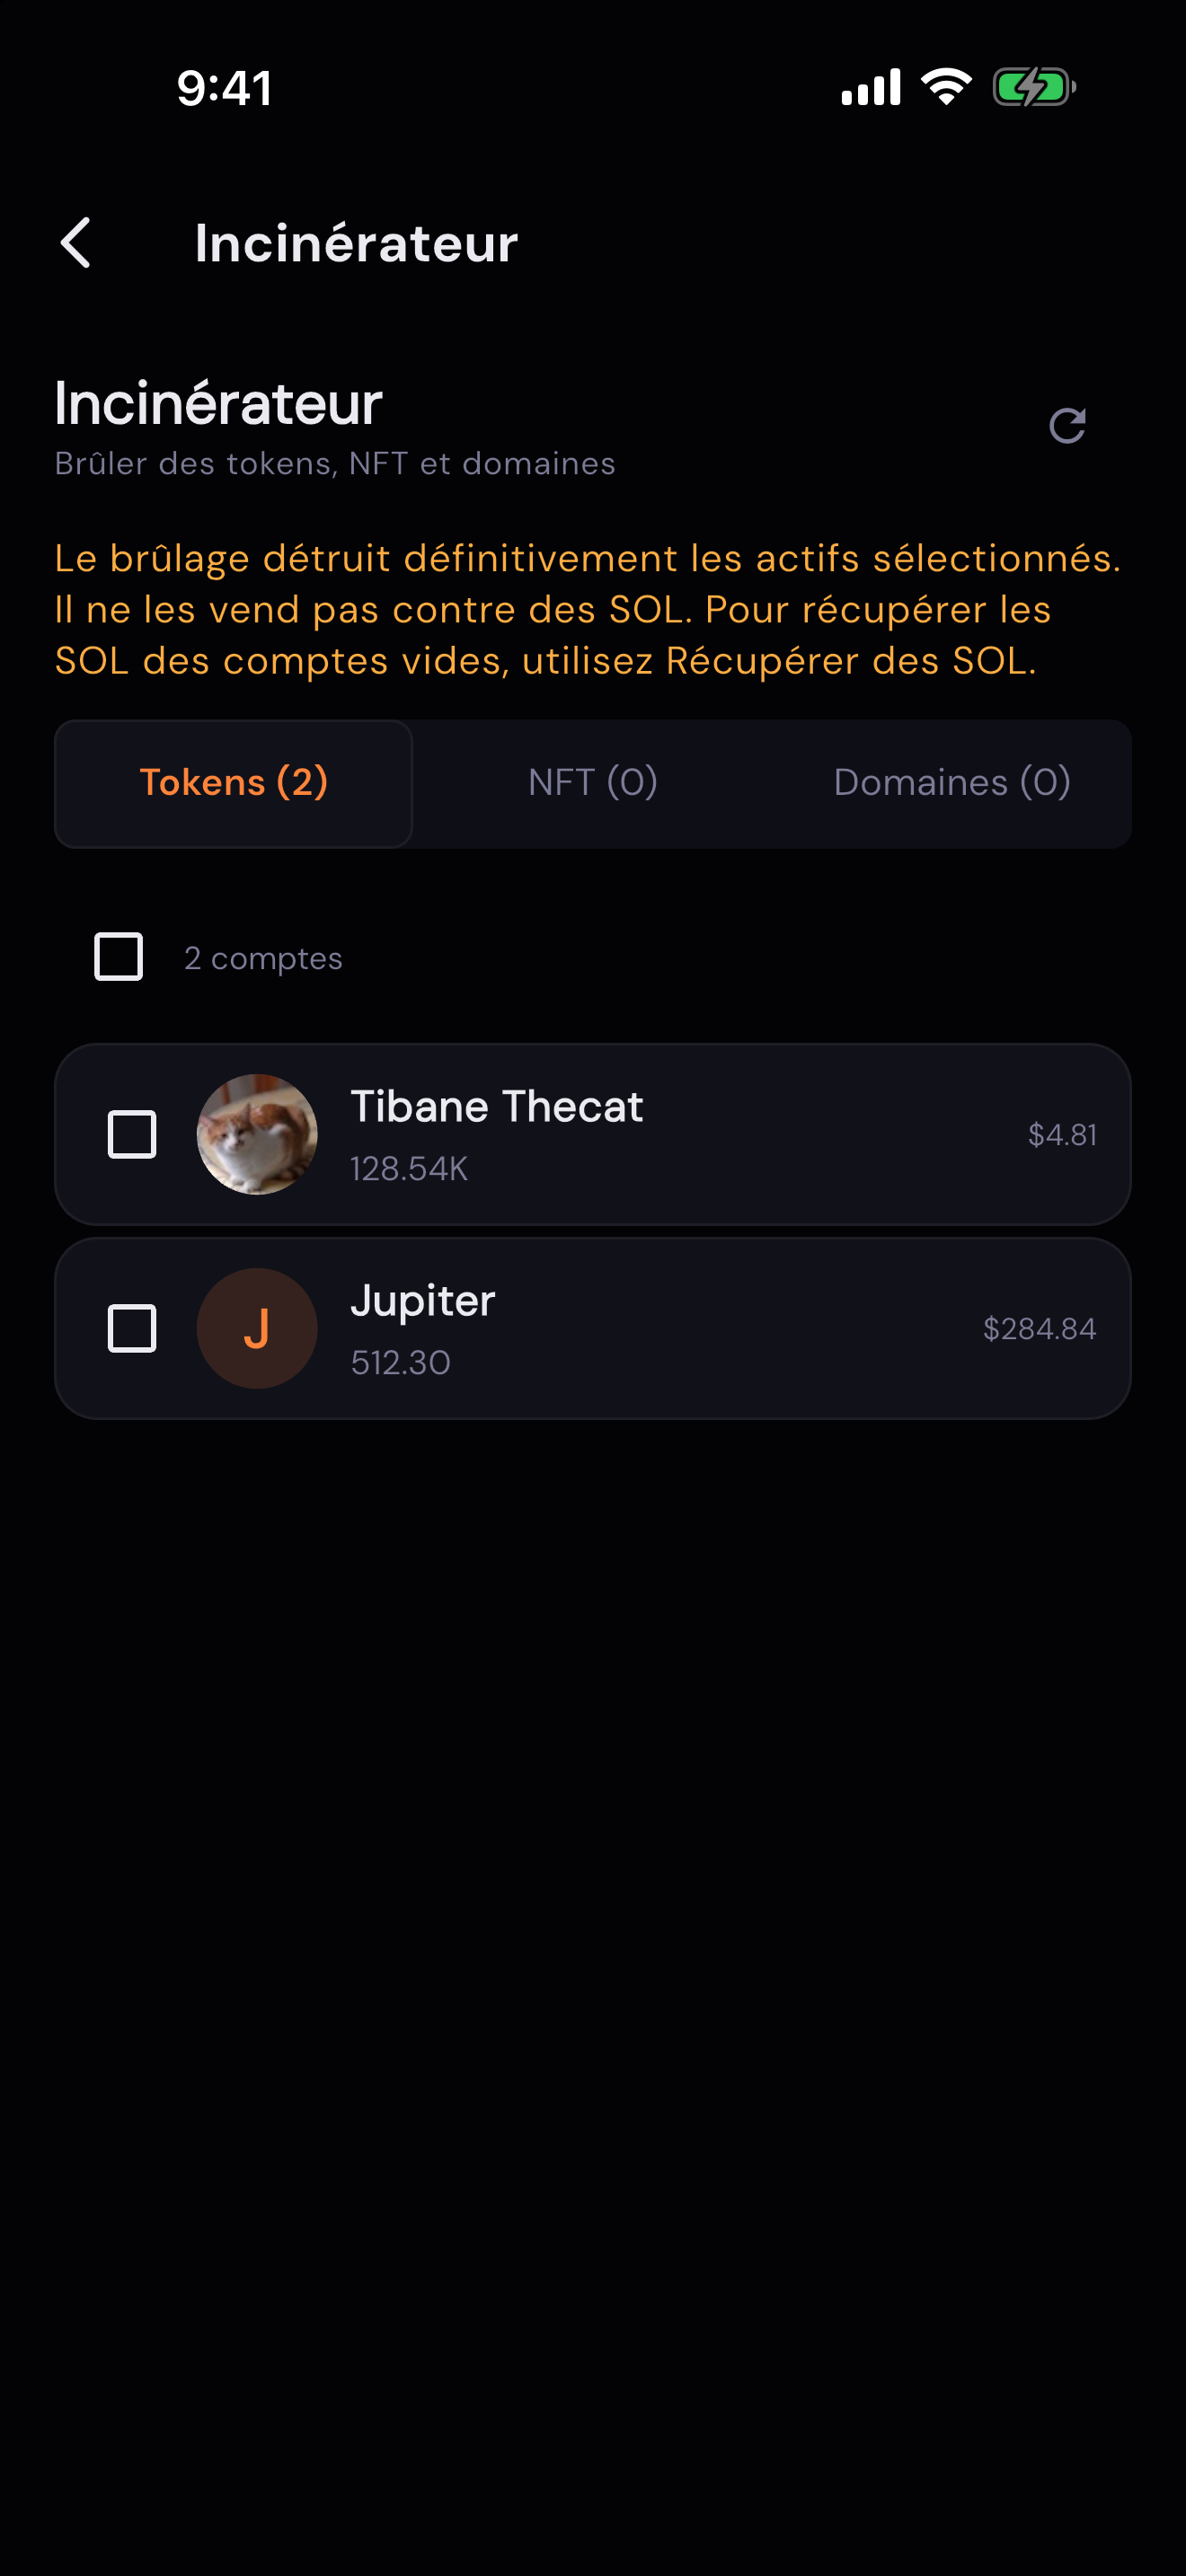 9:41
Incinérateur
Incinérateur
Brûler des tokens, NFT et domaines
Le brûlage détruit définitivement les actifs sélectionnés.
Il ne les vend pas contre des SOL. Pour récupérer les
SOL des comptes vides, utilisez Récupérer des SOL.
Tokens (2)
NFT (0)
Domaines (0)
2 comptes
Tibane Thecat
128.54K
$4.81
J
Jupiter
512.30
$284.84